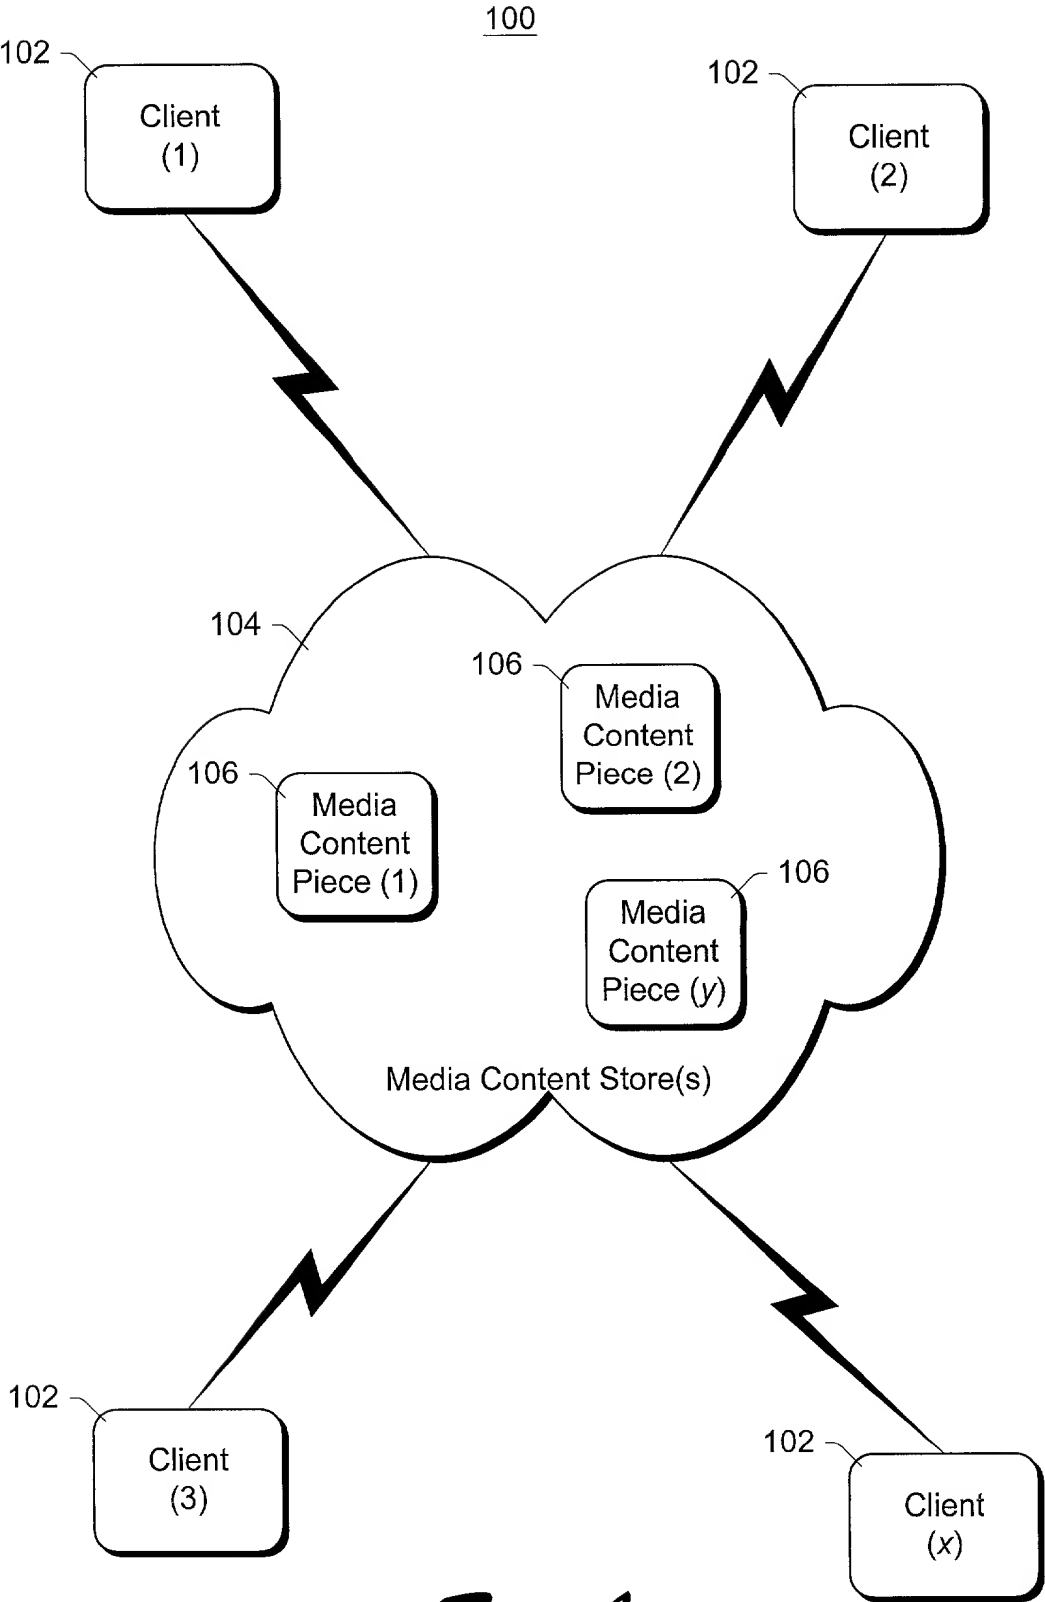 100
102
Client
(1)
102
Client
(2)
104
106
Media
Content
Piece (2)
106
Media
Content
Piece (1)
106
Media
Content
Piece (y)
Media Content Store(s)
102
Client
(3)
102
Client
(x)